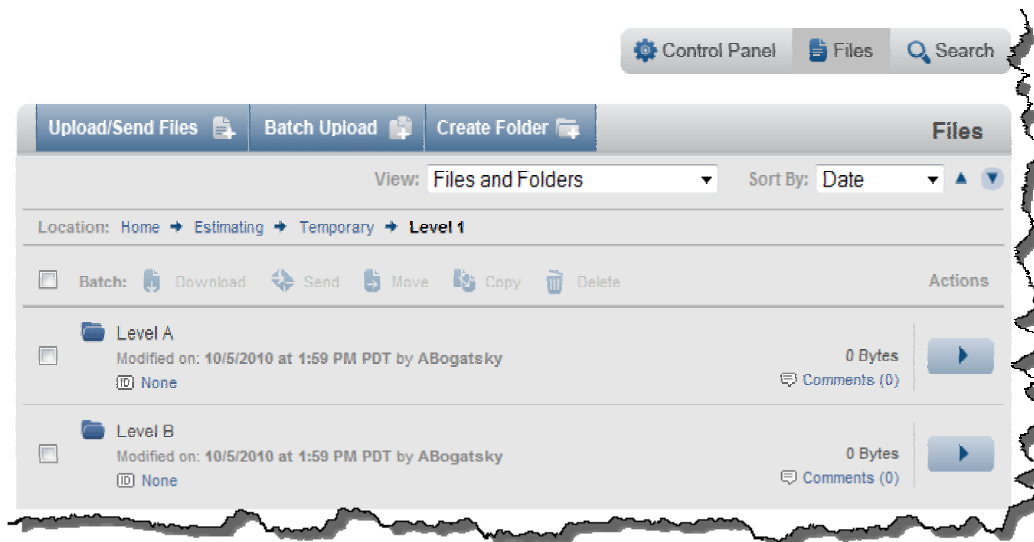 Control Panel Files Search
Upload/Send Files Batch Upload Create Folder Files
View: Files and Folders Sort By: Date
Location: Home Estimating Temporary Level 1
Batch: Download Send Move Copy Delete Actions
Level A
Modified on: 10/5/2010 at 1:59 PM PDT by ABogatsky
0 Bytes
ID None
Comments (0)
Level B
Modified on: 10/5/2010 at 1:59 PM PDT by ABogatsky
0 Bytes
ID None
Comments (0)